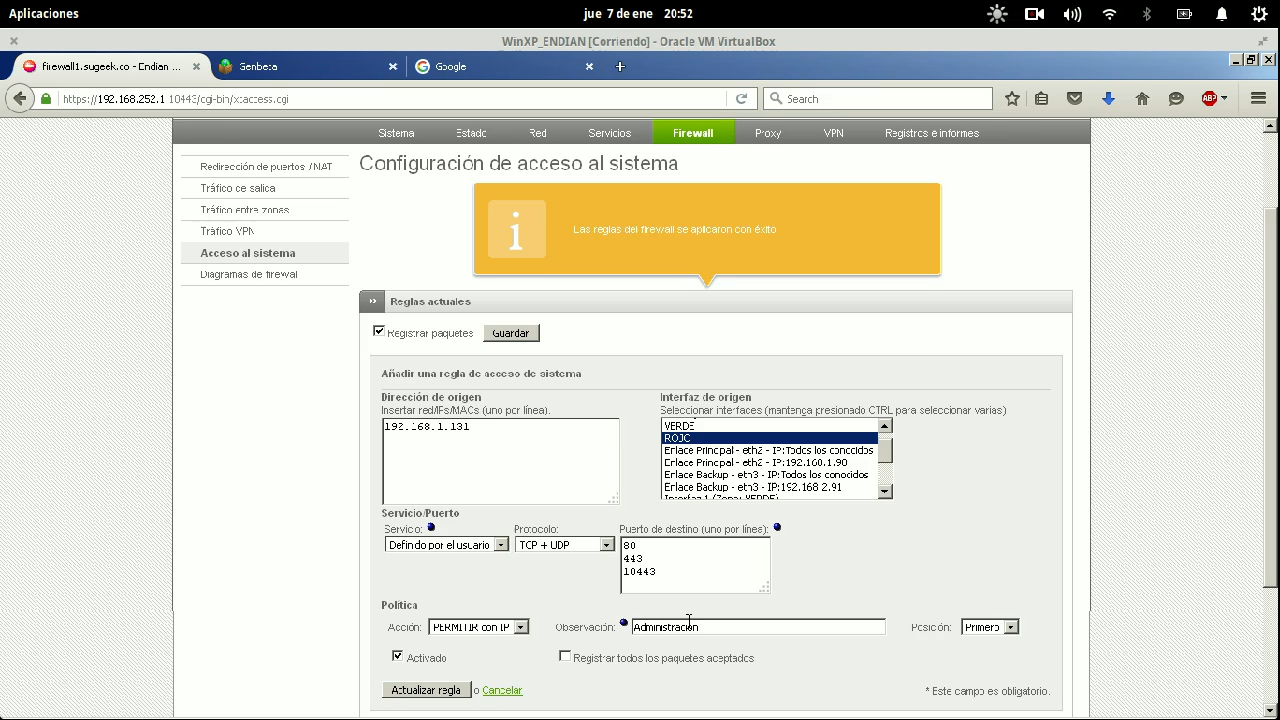 Aplicaciones
jue 7 de ene 20:52
WinXP_ENDIAN [Corriendo] - Oracle VM VirtualBox
firewall1.sugeek.co - Endian ...
Genbeta
Google
https://192.168.252.1:10443/cgi-bin/xtaccess.cgi
Search
ABP
Sistema
Estado
Red
Servicios
Firewall
Proxy
VPN
Registros e informes
Redirección de puertos / NAT
Tráfico de salida
Tráfico entre zonas
Tráfico VPN
Acceso al sistema
Diagramas de firewall
Configuración de acceso al sistema
i
Las reglas del firewall se aplicaron con éxito
Reglas actuales
Registrar paquetes
Guardar
Añadir una regla de acceso de sistema
Dirección de origen
Insertar red/IPs/MACs (uno por línea).
192.168.1.131
Interfaz de origen
Seleccionar interfaces (mantenga presionado CTRL para seleccionar varias)
VERDE
ROJO
Enlace Principal - eth2 - IP:Todos los conocidos
Enlace Principal - eth2 - IP:192.168.1.90
Enlace Backup - eth3 - IP:Todos los conocidos
Enlace Backup - eth3 - IP:192.168.2.91
Interfaz 1 (Zona: VERDE)
Servicio/Puerto
Servicio:
Protocolo:
Puerto de destino (uno por línea):
Definido por el usuario
TCP + UDP
80
443
10443
Política
Acción:
PERMITIR con IP
Observación:
Administración
Posición:
Primero
Activado
Registrar todos los paquetes aceptados
Actualizar regla
o Cancelar
* Este campo es obligatorio.